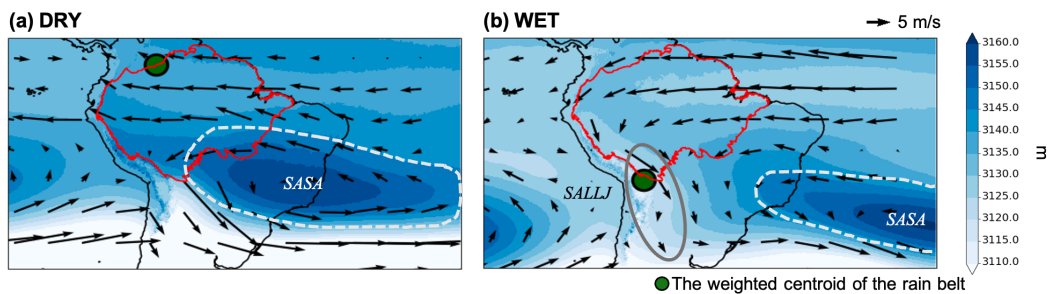 (a) DRY
(b) WET
5 m/s
SASA
SALLJ
SASA
3160.0
3155.0
3150.0
3145.0
3140.0
3135.0
3130.0
3125.0
3120.0
3115.0
3110.0
m
The weighted centroid of the rain belt